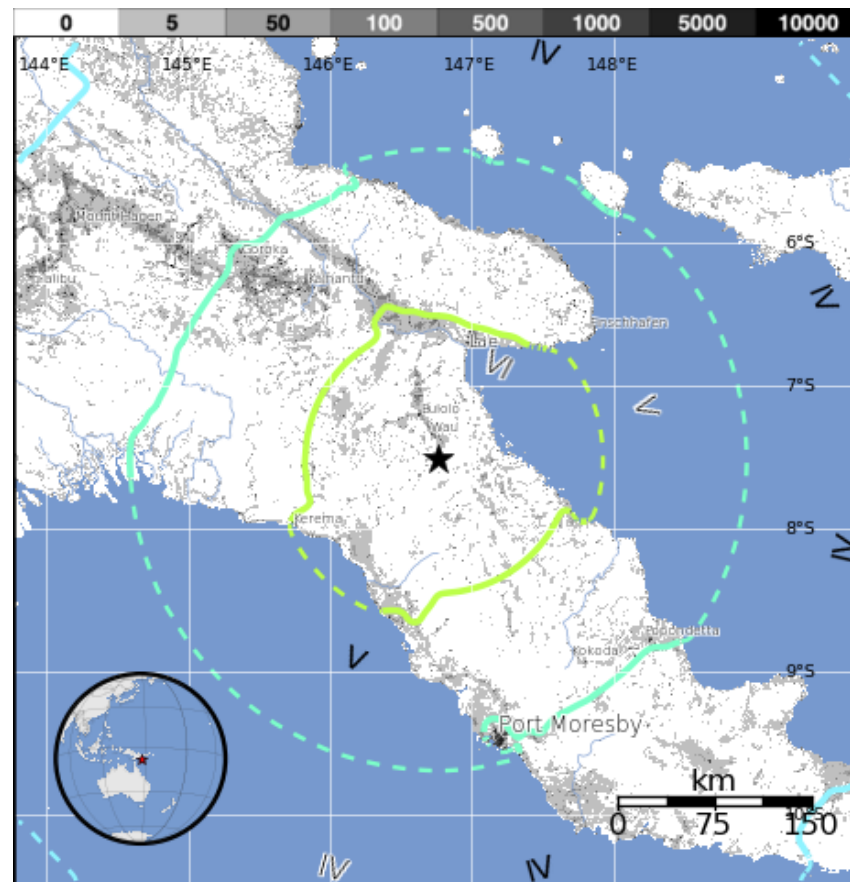 0 5 50 100 500 1000 5000 10000
IV
144°E 145°E 146°E 147°E 148°E
Mount Hagen
6°S
Goroka
Kainantu
IV
Finschhafen
Lae
VI
7°S
V
Bulolo
Wau
Kerema
8°S
IV
Popondetta
Kokoda
V
9°S
Port Moresby
km
0 75 150
IV IV